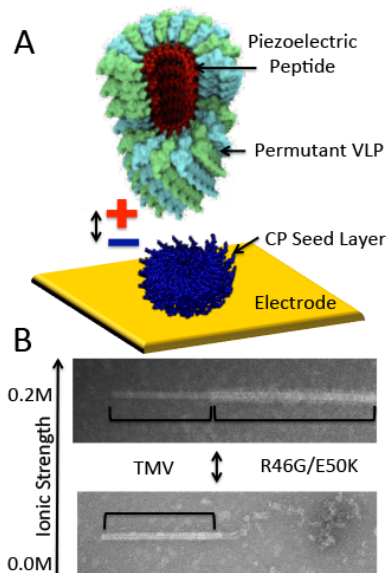 A
Piezoelectric
Peptide
Permutant VLP
+
−
CP Seed Layer
Electrode
B
Ionic Strength
0.2M
TMV
R46G/E50K
0.0M